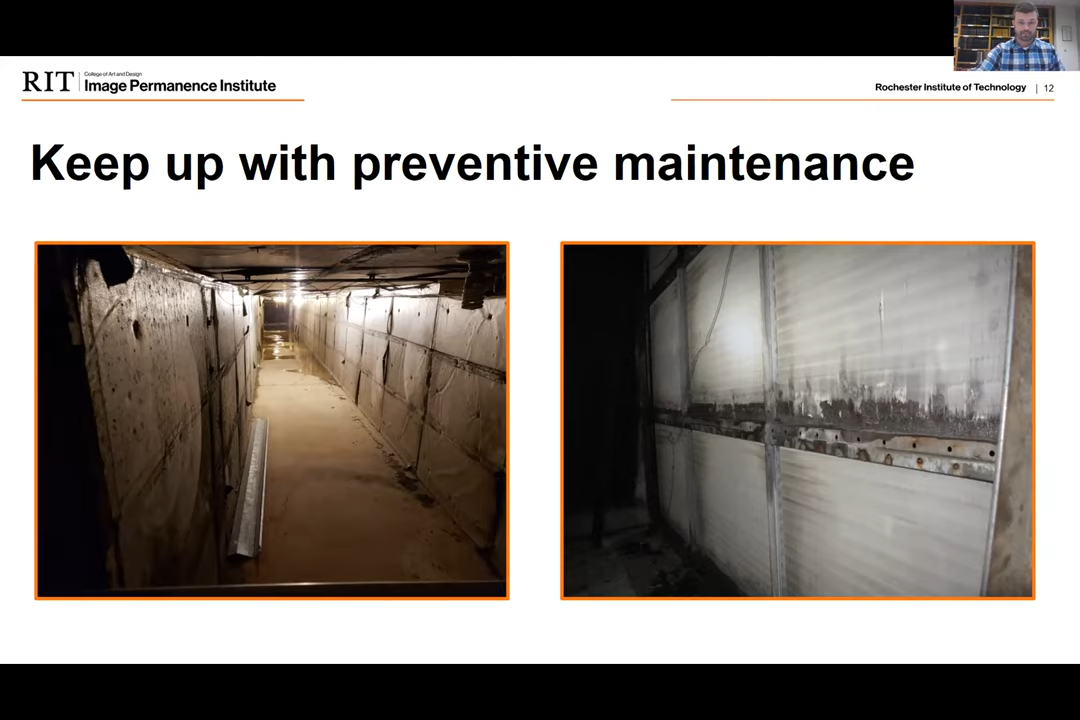 RIT
College of Art and Design
Image Permanence Institute
Rochester Institute of Technology | 12
Keep up with preventive maintenance